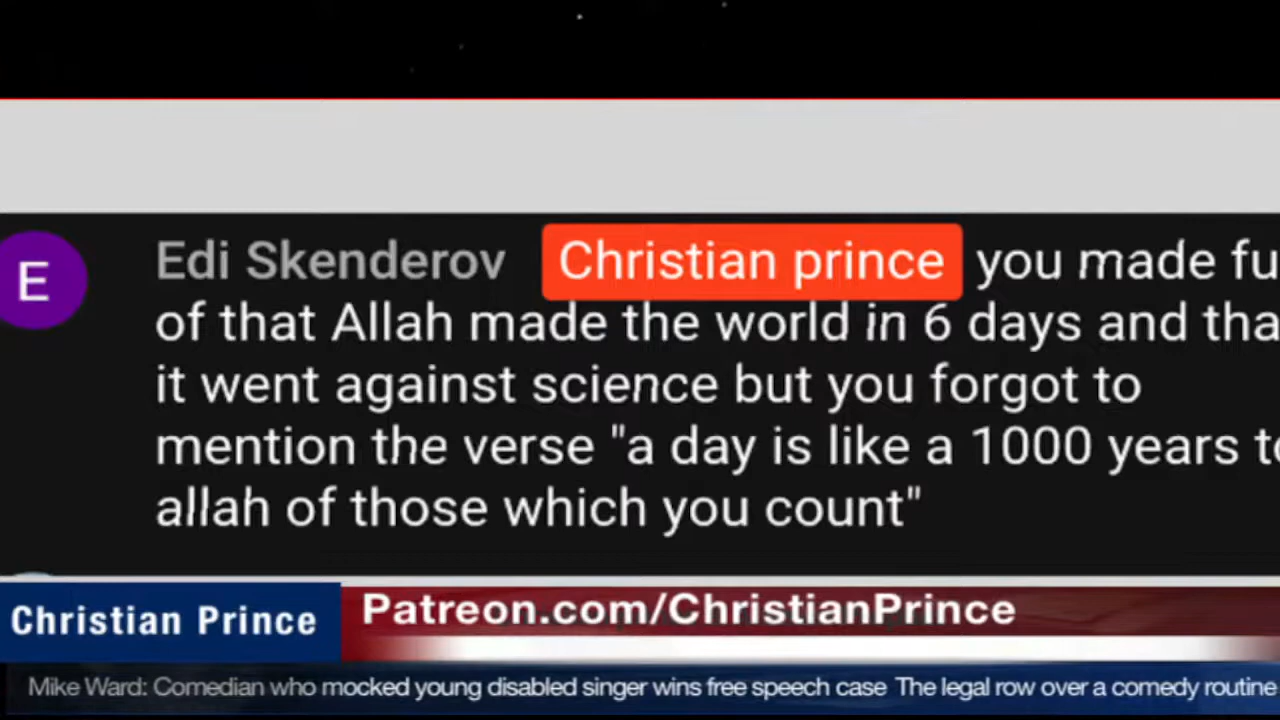 E
Edi Skenderov Christian prince you made fu
of that Allah made the world in 6 days and tha
it went against science but you forgot to
mention the verse "a day is like a 1000 years to
allah of those which you count"
Christian Prince
Patreon.com/ChristianPrince
Mike Ward: Comedian who mocked young disabled singer wins free speech case The legal row over a comedy routine